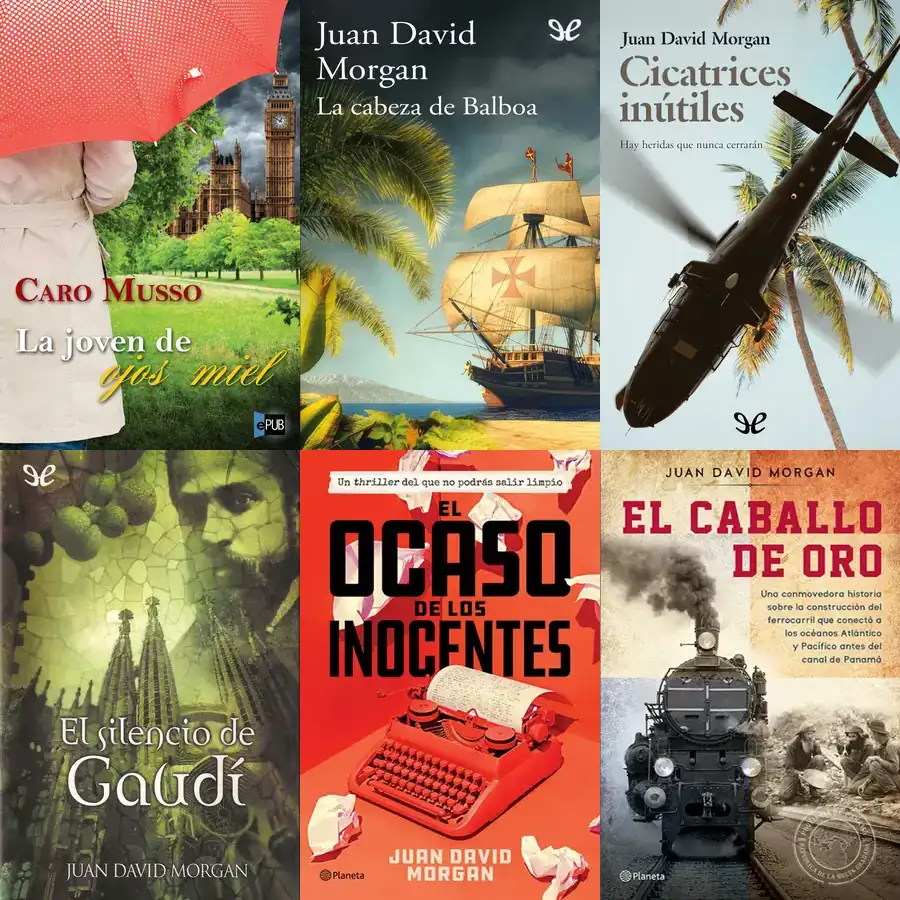 CARO MUSSO
La joven de
ojos miel
ePUB
Juan David
Morgan
La cabeza de Balboa
Juan David Morgan
Cicatrices
inútiles
Hay heridas que nunca cerrarán
El silencio de
Gaudí
JUAN DAVID MORGAN
Un thriller del que no podrás salir limpio
EL
OCASO
DE LOS
INOCENTES
JUAN DAVID
MORGAN
Planeta
JUAN DAVID MORGAN
EL CABALLO
DE ORO
Una conmovedora historia
sobre la construcción del
ferrocarril que conectó a
los océanos Atlántico
y Pacífico antes del
canal de Panamá
Planeta